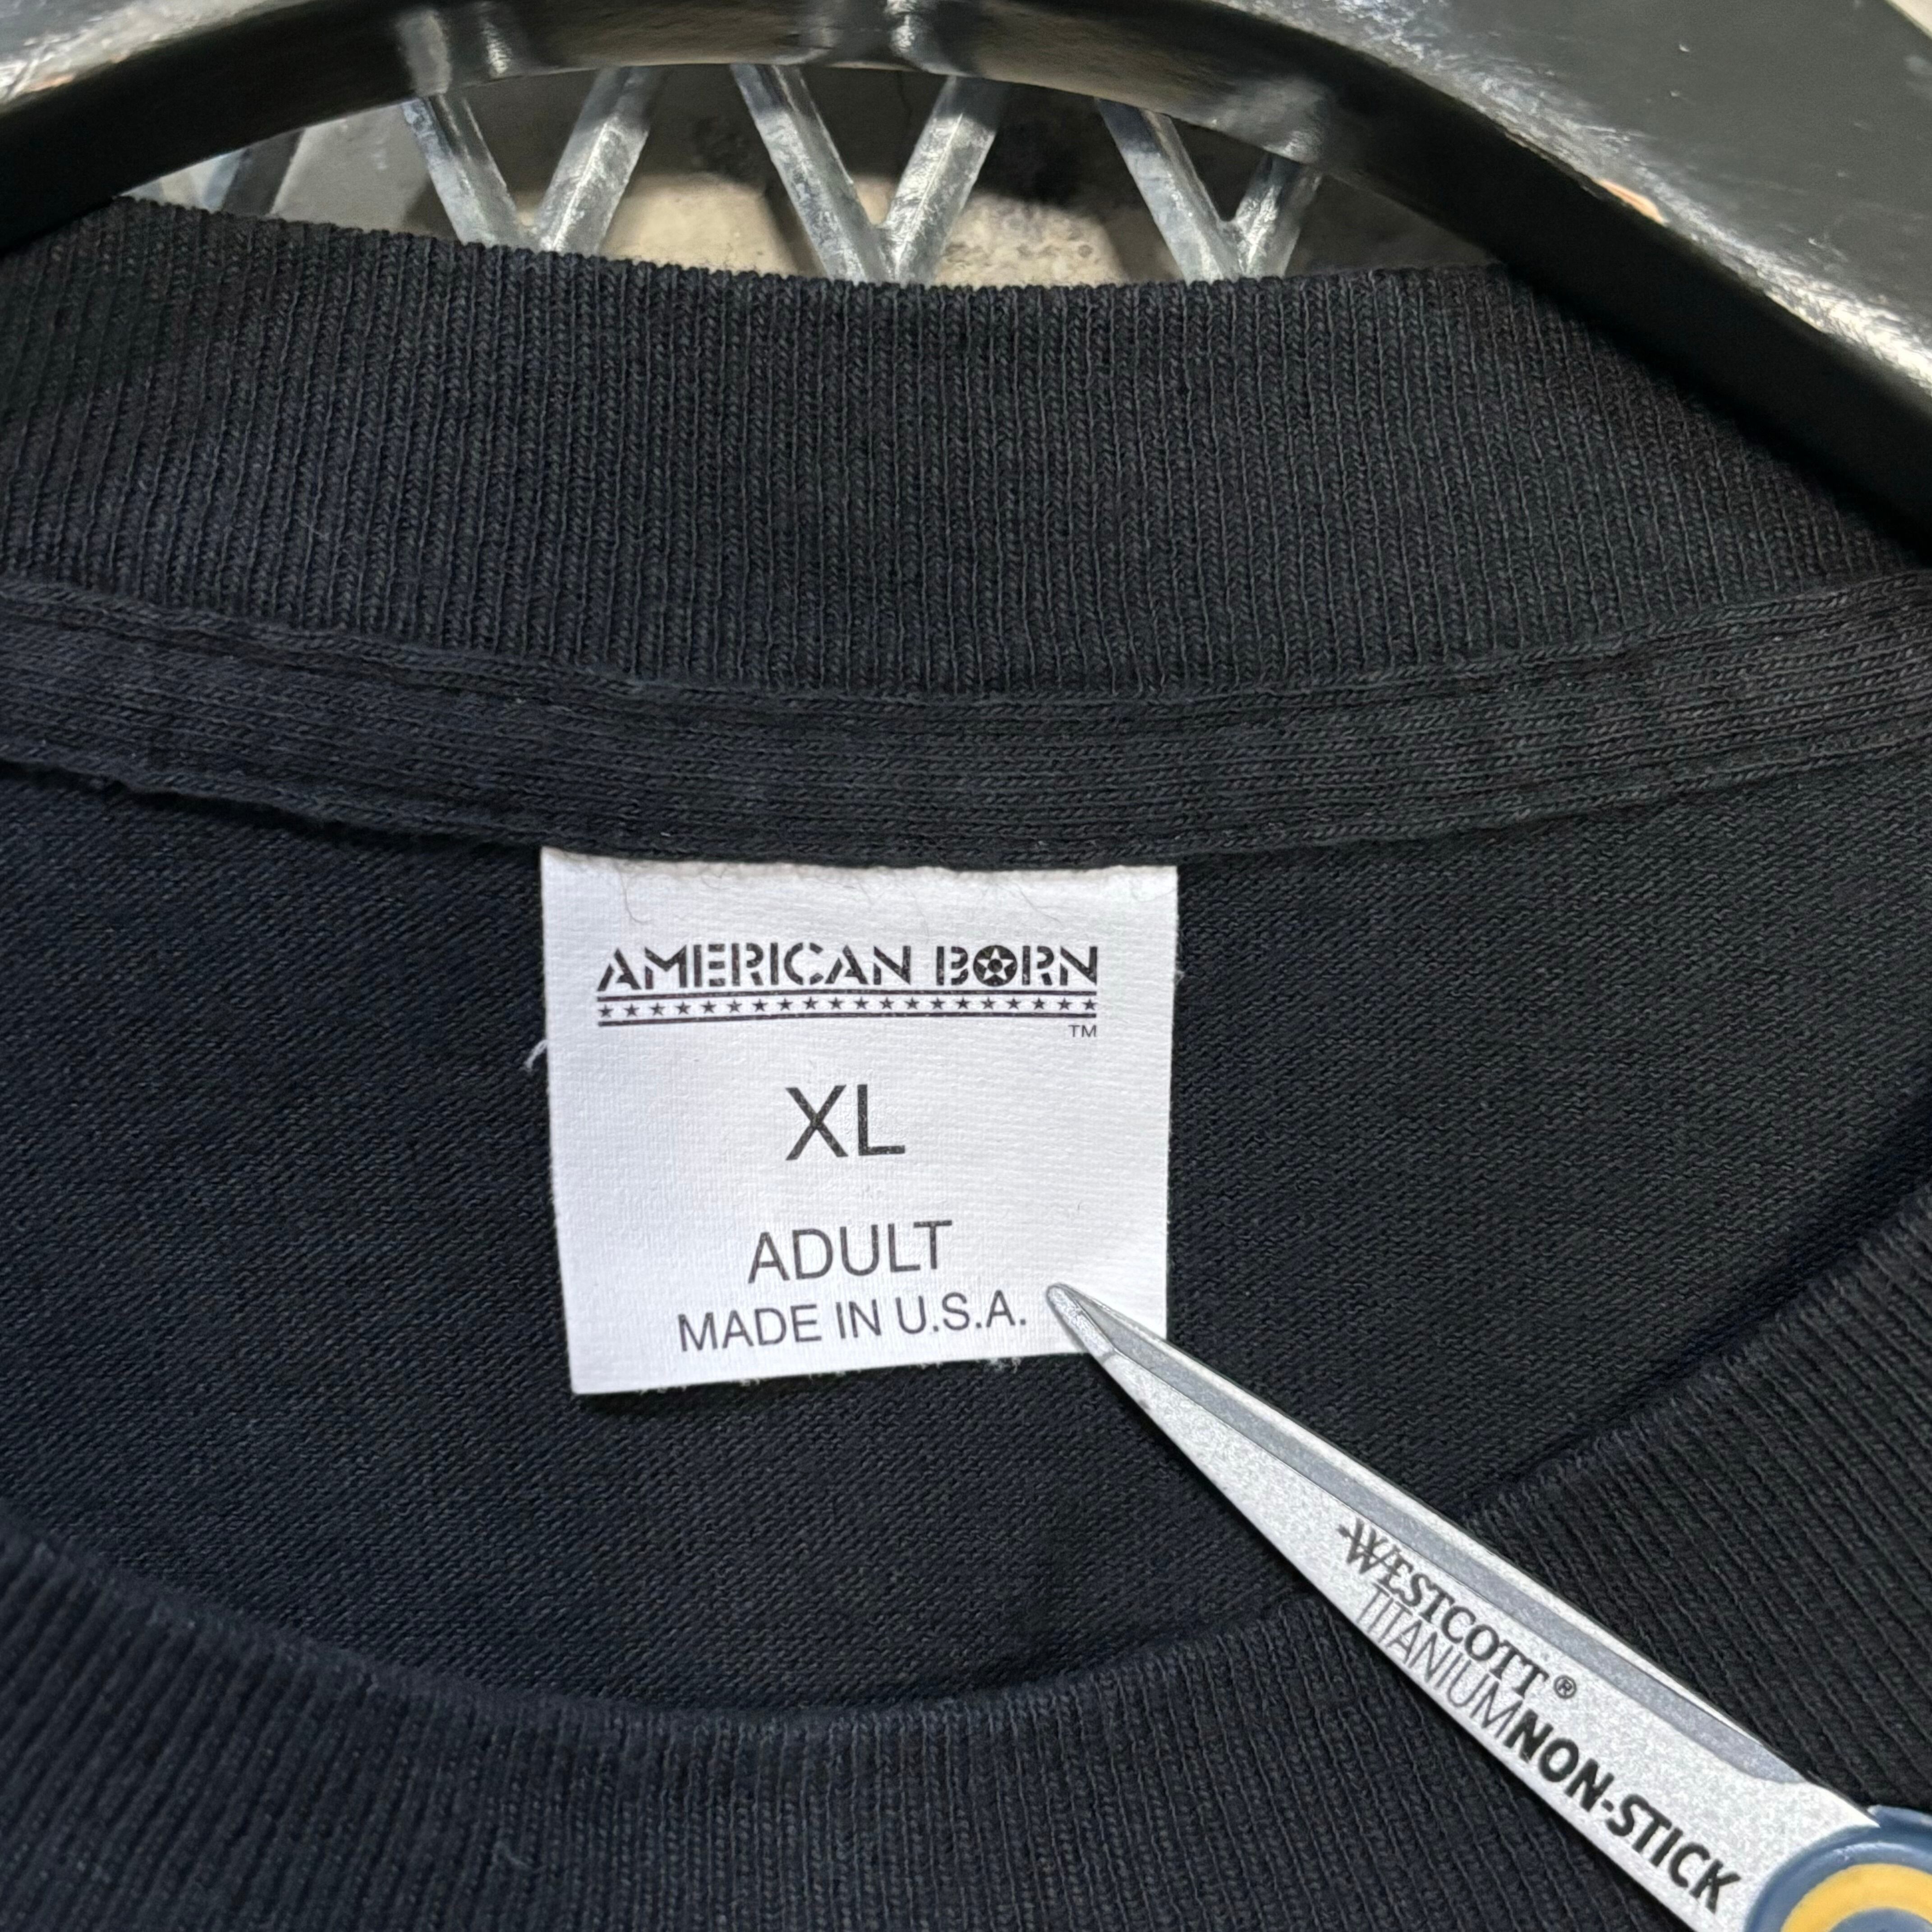 AMERICAN BORN
TM
XL
ADULT
MADE IN U.S.A.
WESTCOTT®
TITANIUMNON-STICK